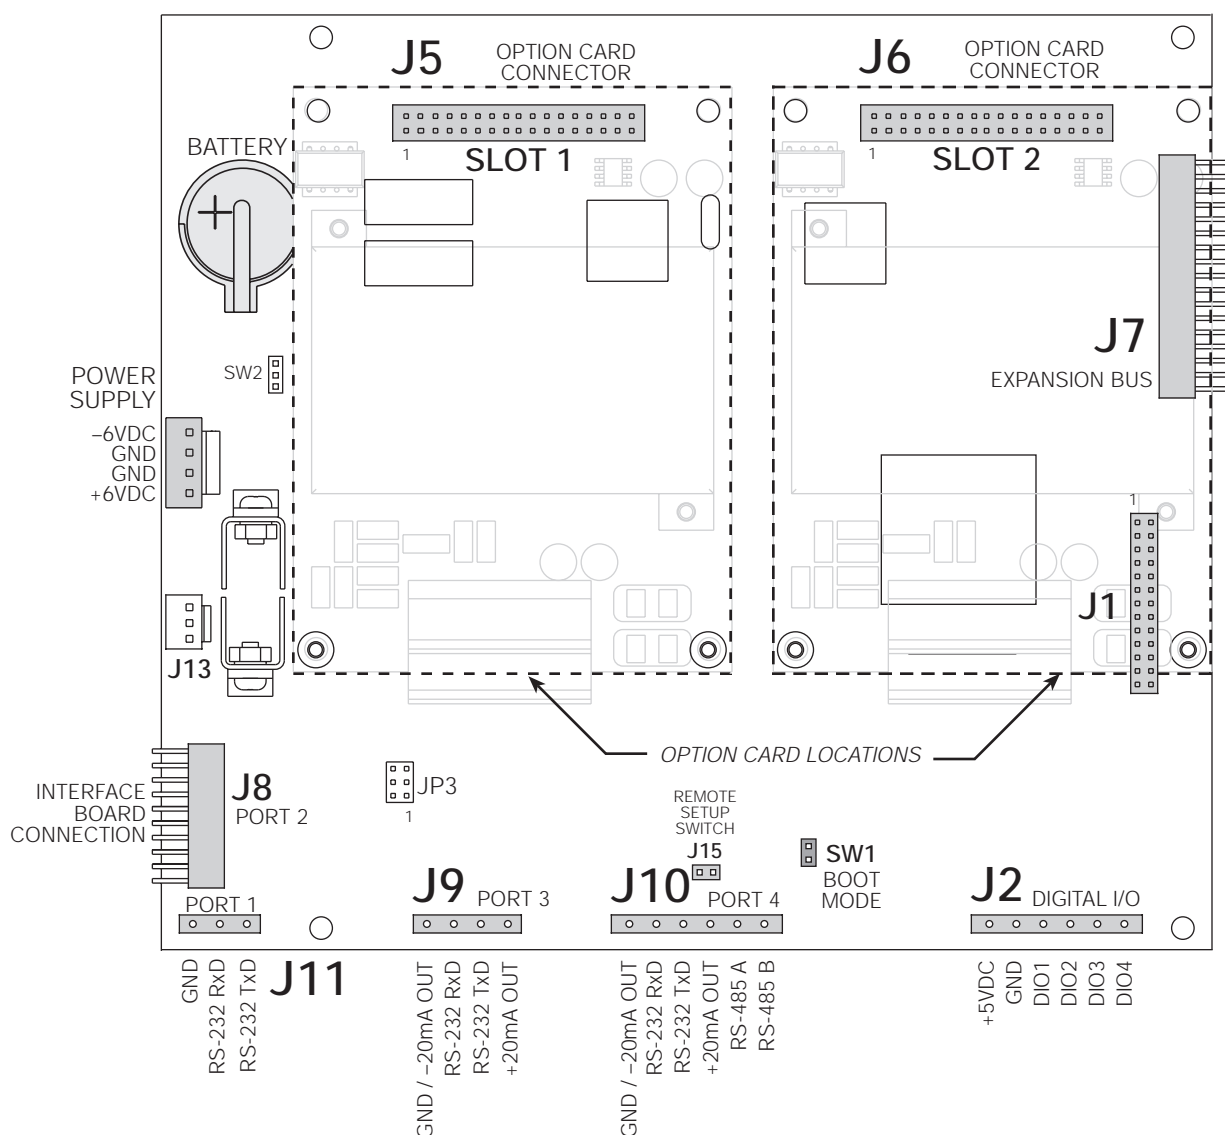 J5
OPTION CARD
CONNECTOR
J6
OPTION CARD
CONNECTOR
1
SLOT 1
1
SLOT 2
BATTERY
+
J7
EXPANSION BUS
SW2
POWER
SUPPLY
–6VDC
GND
GND
+6VDC
1
J1
J13
OPTION CARD LOCATIONS
INTERFACE
BOARD
CONNECTION
J8
PORT 2
JP3
1
REMOTE
SETUP
SWITCH
J15
SW1
BOOT
MODE
PORT 1
J9 PORT 3
J10 PORT 4
J2 DIGITAL I/O
J11
GND
RS-232 RxD
RS-232 TxD
GND / –20mA OUT
RS-232 RxD
RS-232 TxD
+20mA OUT
GND / –20mA OUT
RS-232 RxD
RS-232 TxD
+20mA OUT
RS-485 A
RS-485 B
+5VDC
GND
DIO1
DIO2
DIO3
DIO4